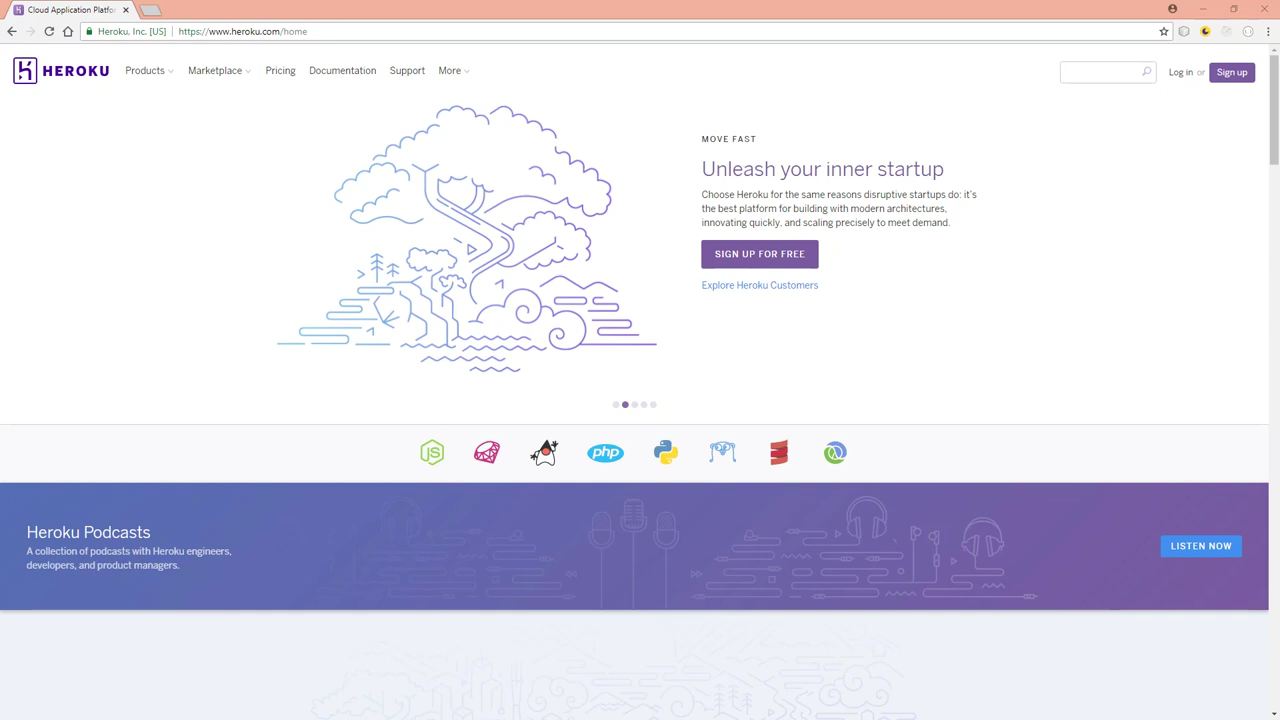 Cloud Application Platfor
Heroku, Inc. [US]
https://www.heroku.com/home
HEROKU
Products
Marketplace
Pricing
Documentation
Support
More
Log in or
Sign up
MOVE FAST
Unleash your inner startup
Choose Heroku for the same reasons disruptive startups do: it's
the best platform for building with modern architectures,
innovating quickly, and scaling precisely to meet demand.
SIGN UP FOR FREE
Explore Heroku Customers
JS
php
Heroku Podcasts
A collection of podcasts with Heroku engineers,
developers, and product managers.
LISTEN NOW